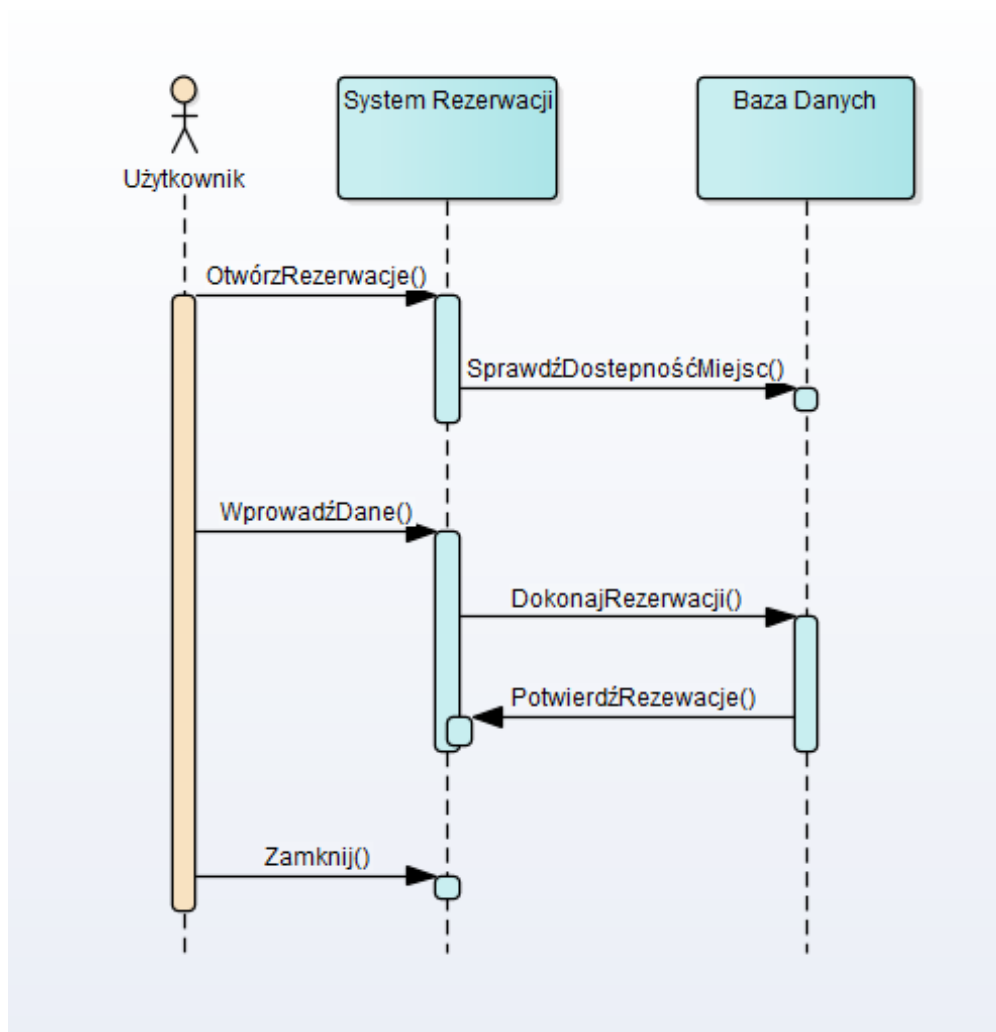 System Rezerwacji
Baza Danych
Użytkownik
OtwórzRezerwacje()
SprawdźDostepnośćMiejsc()
WprowadźDane()
DokonajRezerwacji()
PotwierdźRezewacje()
Zamknij()